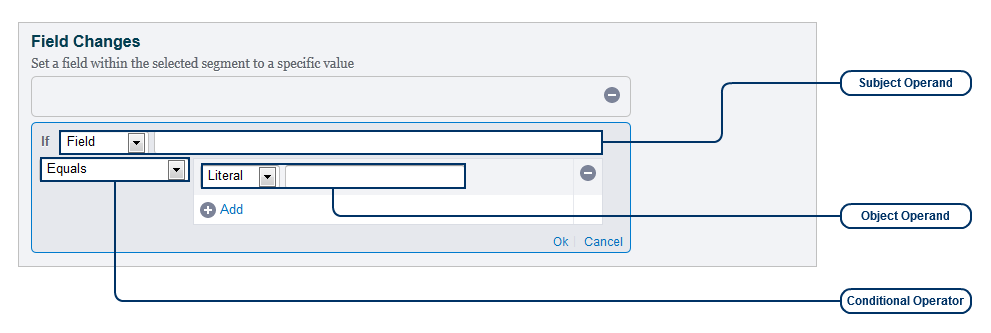 Field Changes
Set a field within the selected segment to a specific value
Subject Operand
If Field
Equals
Literal
Add
Object Operand
Ok Cancel
Conditional Operator